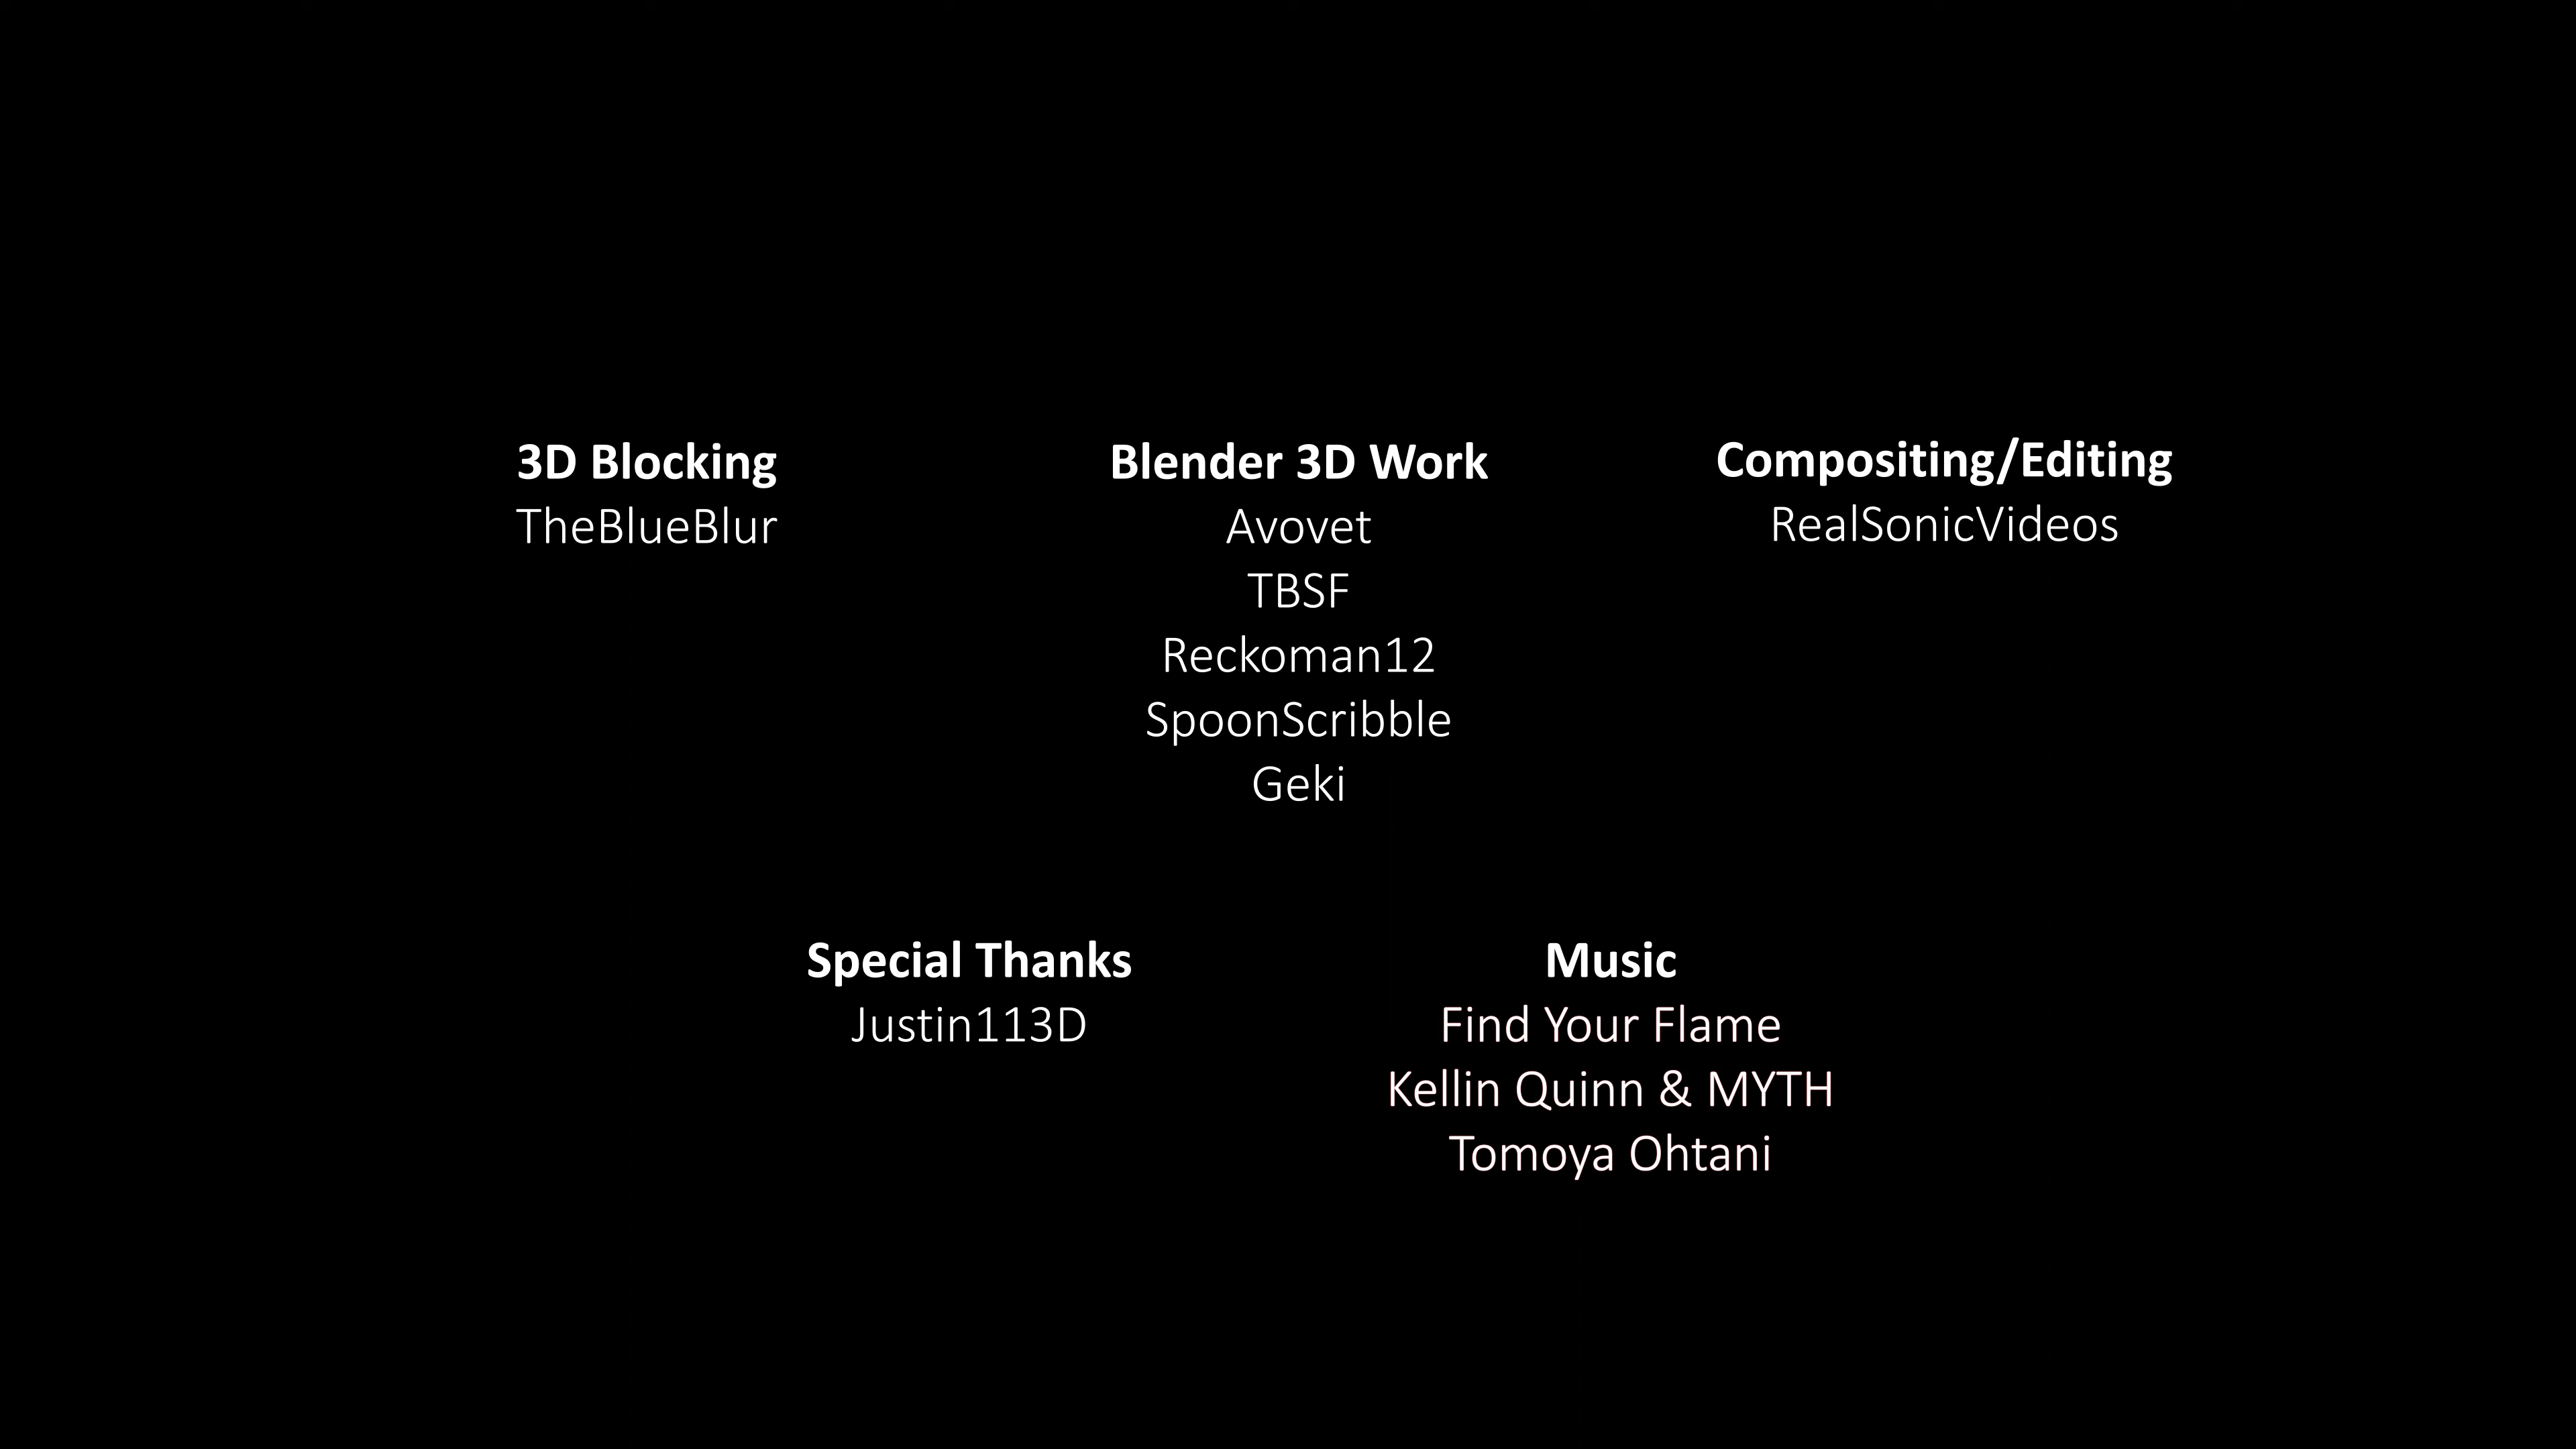 3D Blocking
TheBlueBlur
Blender 3D Work
Avovet
TBSF
Reckoman12
SpoonScribble
Geki
Compositing/Editing
RealSonicVideos
Special Thanks
Justin113D
Music
Find Your Flame
Kellin Quinn & MYTH
Tomoya Ohtani